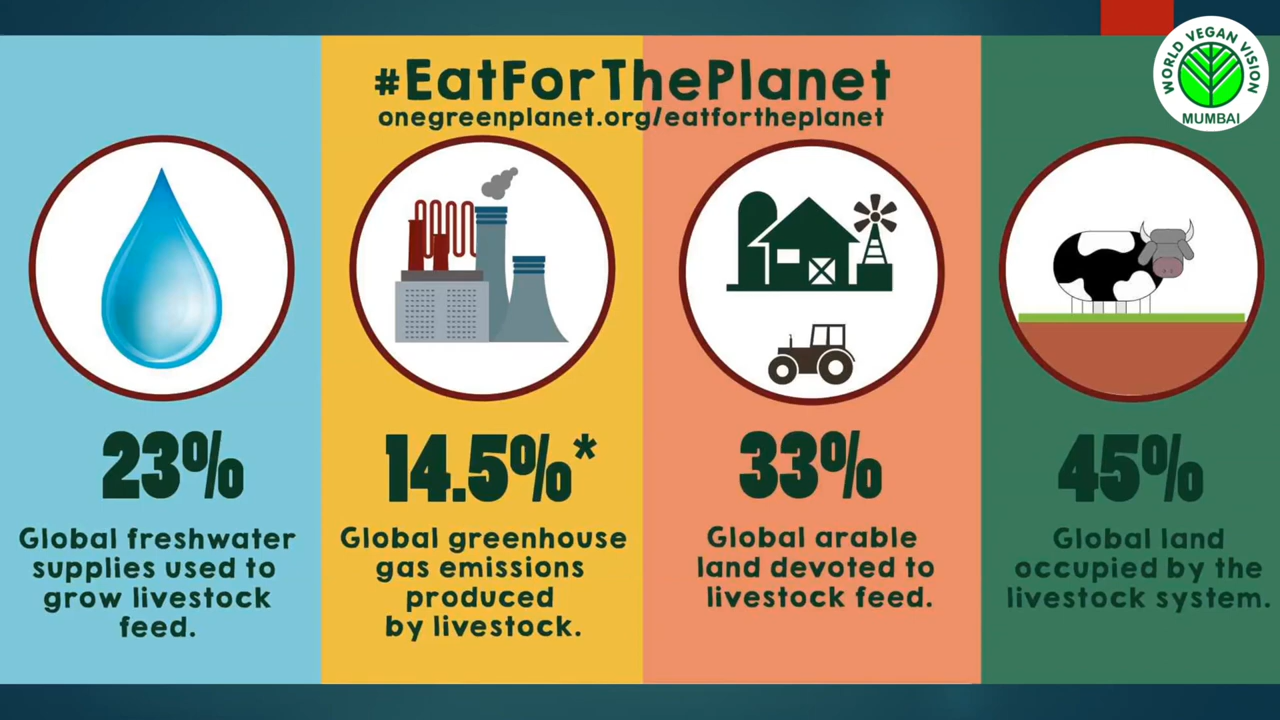 #EatForThePlanet
onegreenplanet.org/eatfortheplanet
WORLD VEGAN VISION
MUMBAI
23%
Global freshwater
supplies used to
grow livestock
feed.
14.5%*
Global greenhouse
gas emissions
produced
by livestock.
33%
Global arable
land devoted to
livestock feed.
45%
Global land
occupied by the
livestock system.